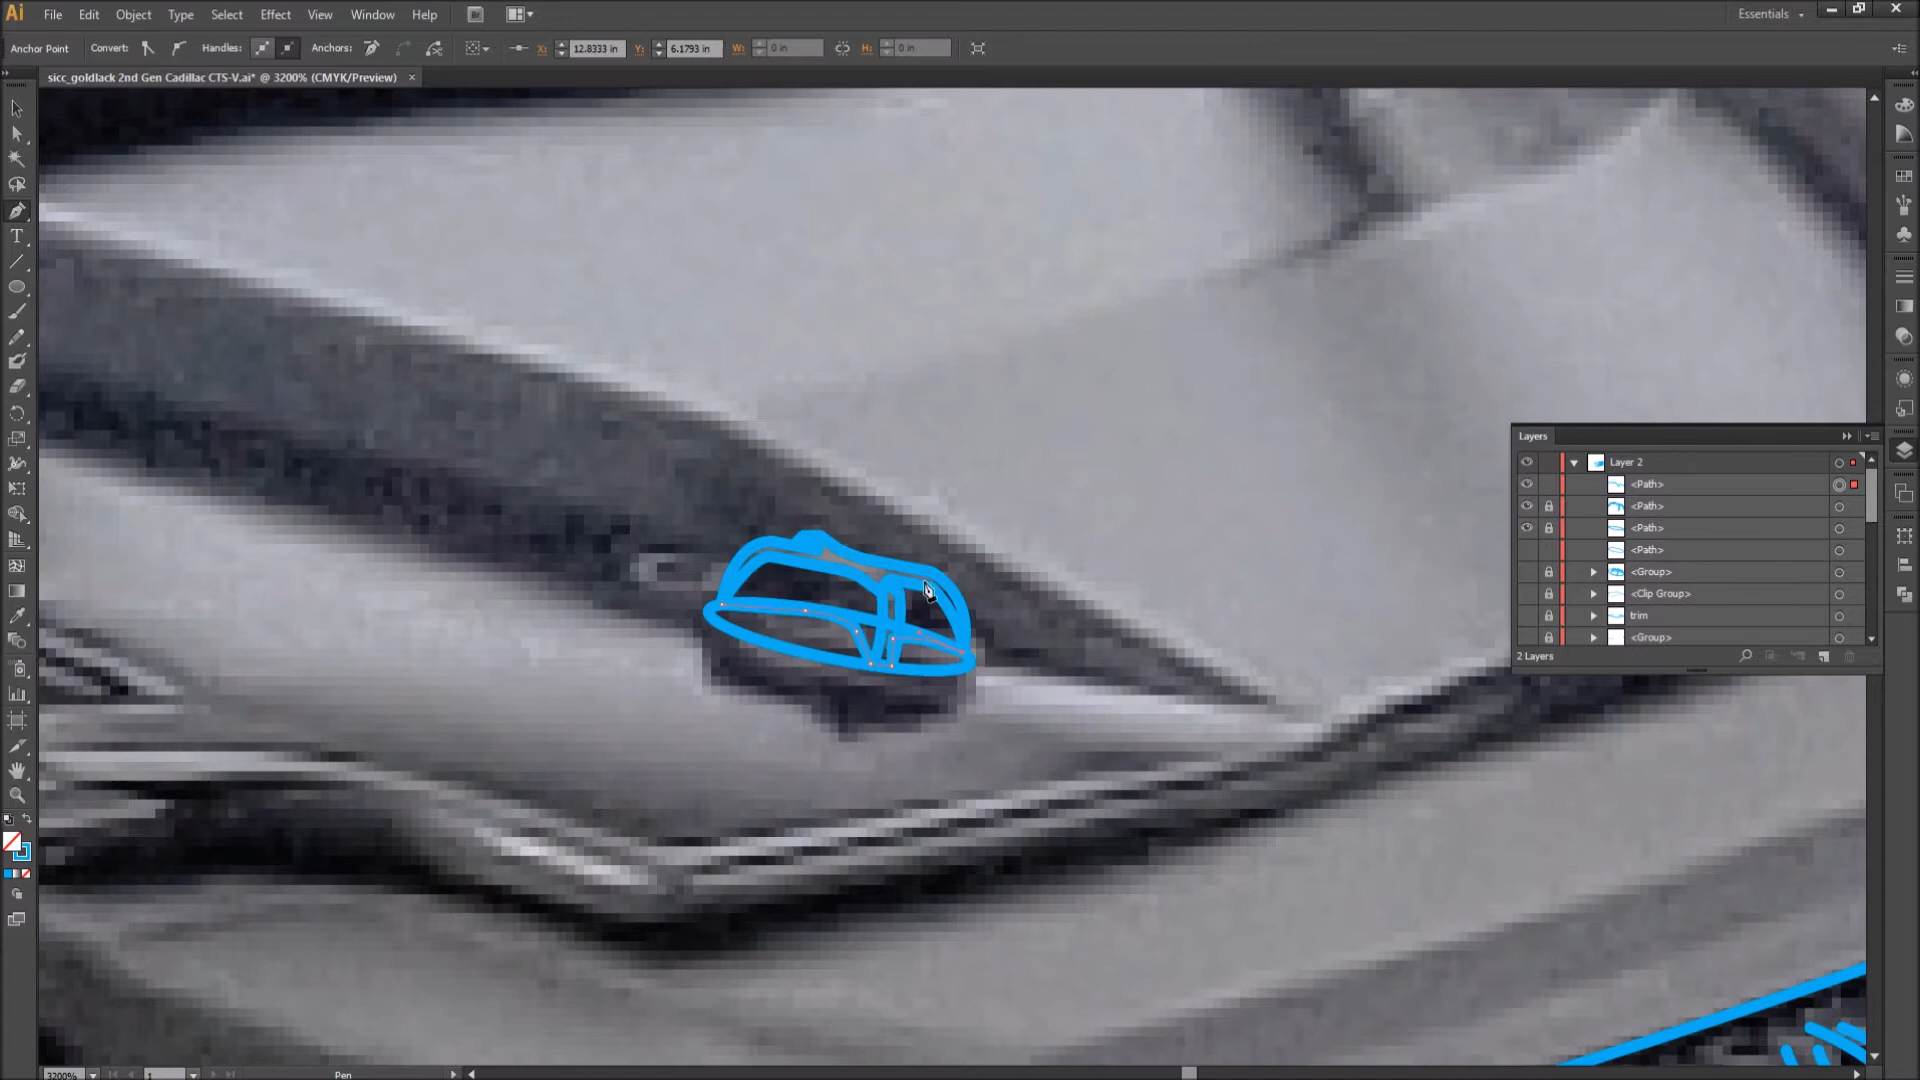 Ai File Edit Object Type Select Effect View Window Help Br Essentials
Anchor Point Convert: Handles: Anchors: X: 12.8333 in Y: 6.1793 in W: 0 in H: 0 in
sicc_goldlack 2nd Gen Cadillac CTS-V.ai* @ 3200% (CMYK/Preview) ×
Layers
Layer 2
<Path>
<Path>
<Path>
<Path>
<Group>
<Clip Group>
trim
<Group>
2 Layers
3200% 1 Pen